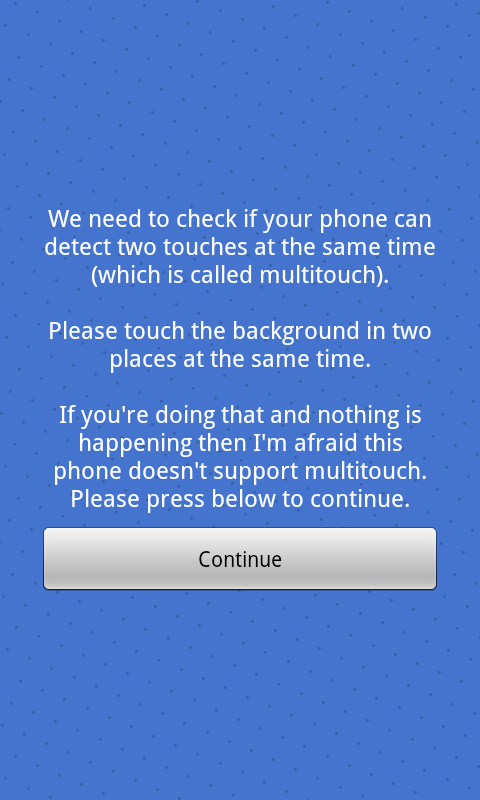 We need to check if your phone can
detect two touches at the same time
(which is called multitouch).
Please touch the background in two
places at the same time.
If you're doing that and nothing is
happening then I'm afraid this
phone doesn't support multitouch.
Please press below to continue.
Continue